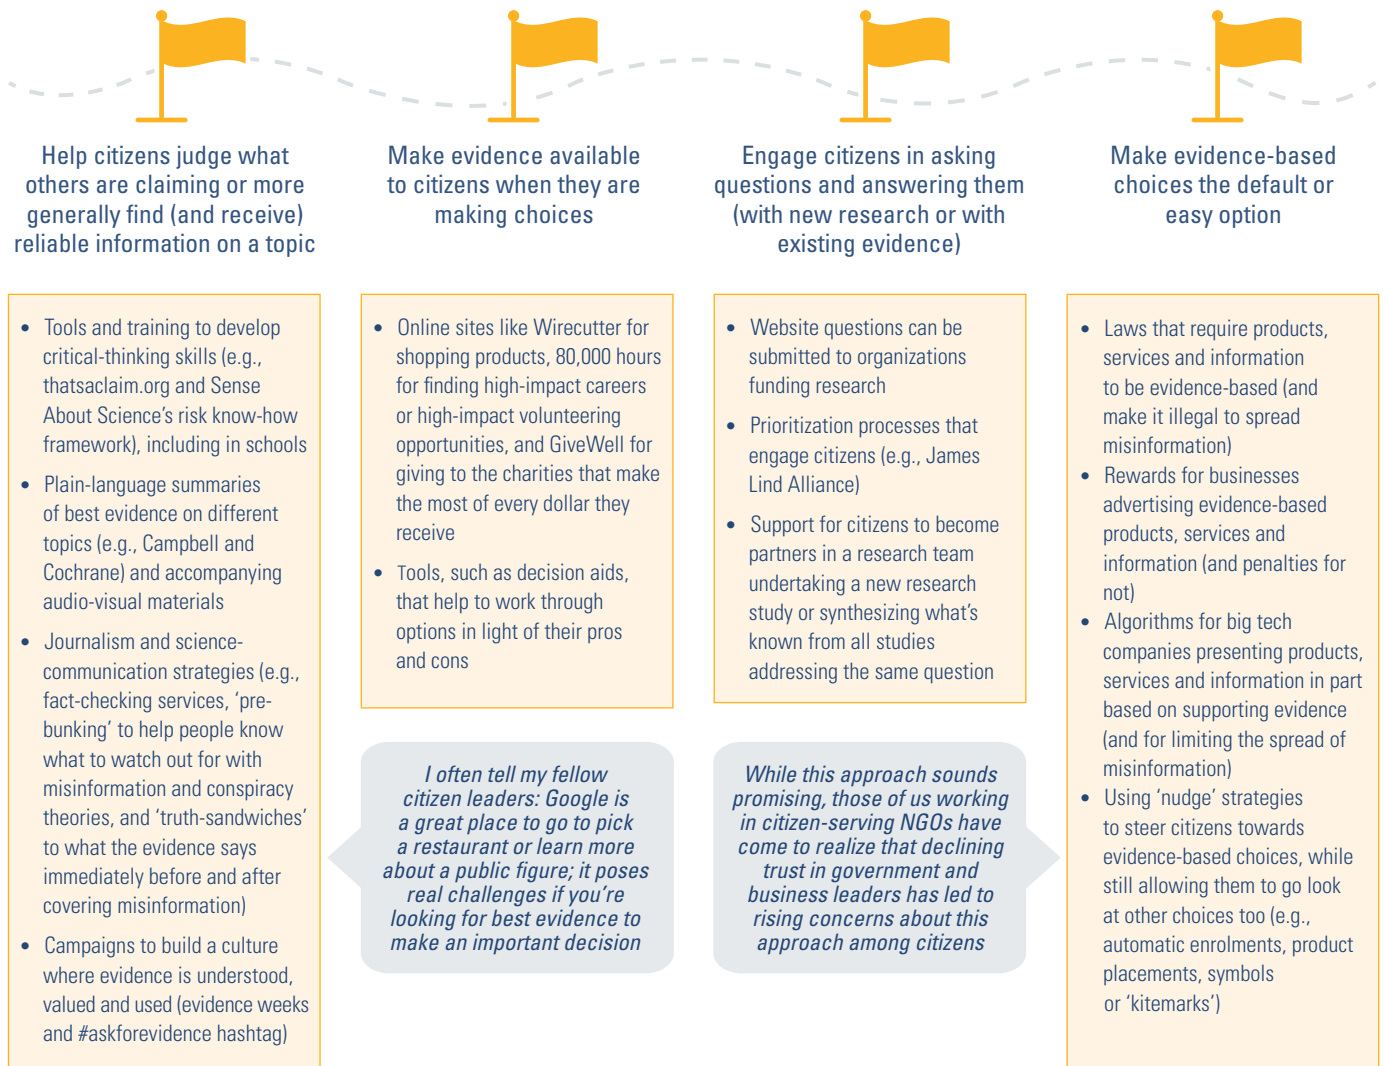 Help citizens judge what
others are claiming or more
generally find (and receive)
reliable information on a topic
• Tools and training to develop
critical-thinking skills (e.g.,
thatsaclaim.org and Sense
About Science's risk know-how
framework), including in schools
• Plain-language summaries
of best evidence on different
topics (e.g., Campbell and
Cochrane) and accompanying
audio-visual materials
• Journalism and science-
communication strategies (e.g.,
fact-checking services, 'pre-
bunking' to help people know
what to watch out for with
misinformation and conspiracy
theories, and 'truth-sandwiches'
to what the evidence says
immediately before and after
covering misinformation)
• Campaigns to build a culture
where evidence is understood,
valued and used (evidence weeks
and #askforevidence hashtag)
Make evidence available
to citizens when they are
making choices
• Online sites like Wirecutter for
shopping products, 80,000 hours
for finding high-impact careers
or high-impact volunteering
opportunities, and GiveWell for
giving to the charities that make
the most of every dollar they
receive
• Tools, such as decision aids,
that help to work through
options in light of their pros
and cons
I often tell my fellow
citizen leaders: Google is
a great place to go to pick
a restaurant or learn more
about a public figure; it poses
real challenges if you're
looking for best evidence to
make an important decision
Engage citizens in asking
questions and answering them
(with new research or with
existing evidence)
• Website questions can be
submitted to organizations
funding research
• Prioritization processes that
engage citizens (e.g., James
Lind Alliance)
• Support for citizens to become
partners in a research team
undertaking a new research
study or synthesizing what's
known from all studies
addressing the same question
While this approach sounds
promising, those of us working
in citizen-serving NGOs have
come to realize that declining
trust in government and
business leaders has led to
rising concerns about this
approach among citizens
Make evidence-based
choices the default or
easy option
• Laws that require products,
services and information
to be evidence-based (and
make it illegal to spread
misinformation)
• Rewards for businesses
advertising evidence-based
products, services and
information (and penalties for
not)
• Algorithms for big tech
companies presenting products,
services and information in part
based on supporting evidence
(and for limiting the spread of
misinformation)
• Using 'nudge' strategies
to steer citizens towards
evidence-based choices, while
still allowing them to go look
at other choices too (e.g.,
automatic enrolments, product
placements, symbols
or 'kitemarks')